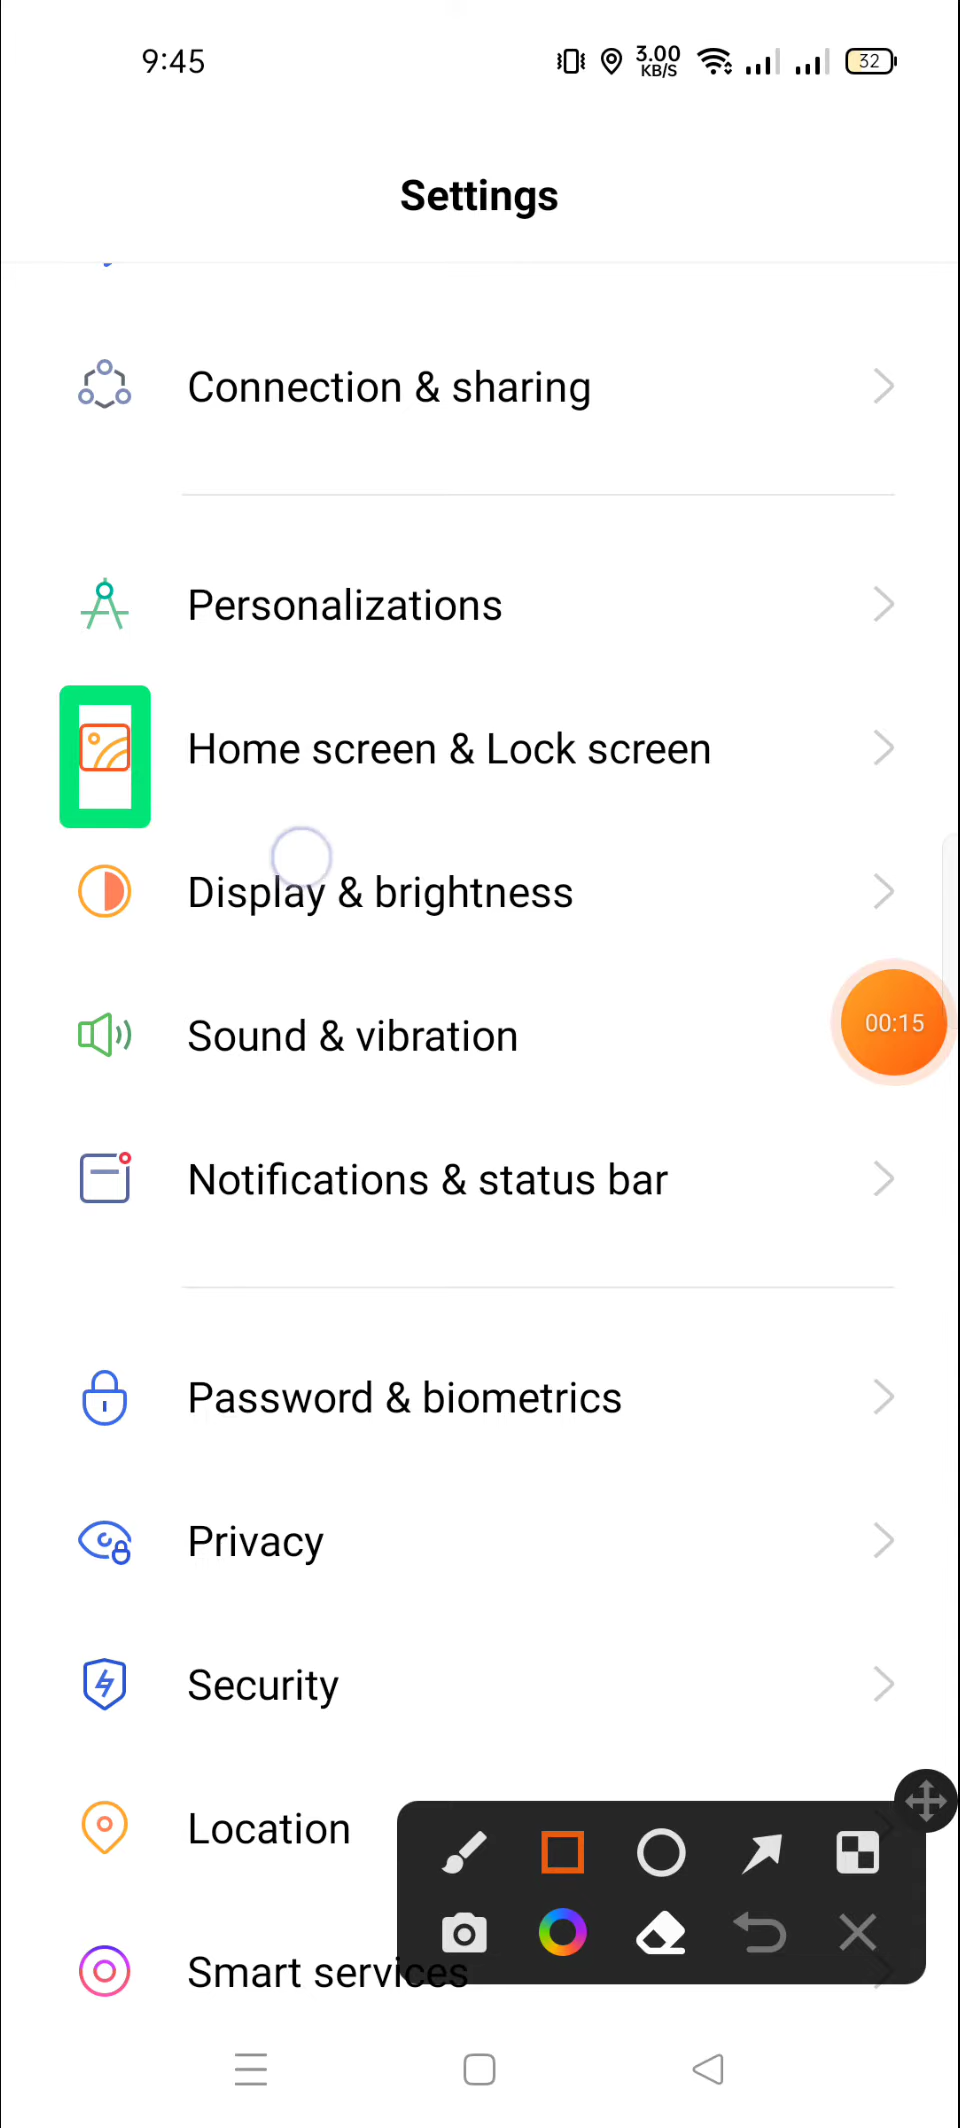 9:45
3.00
KB/S
32
Settings
Connection & sharing
Personalizations
Home screen & Lock screen
Display & brightness
00:15
Sound & vibration
Notifications & status bar
Password & biometrics
Privacy
Security
Location
Smart services